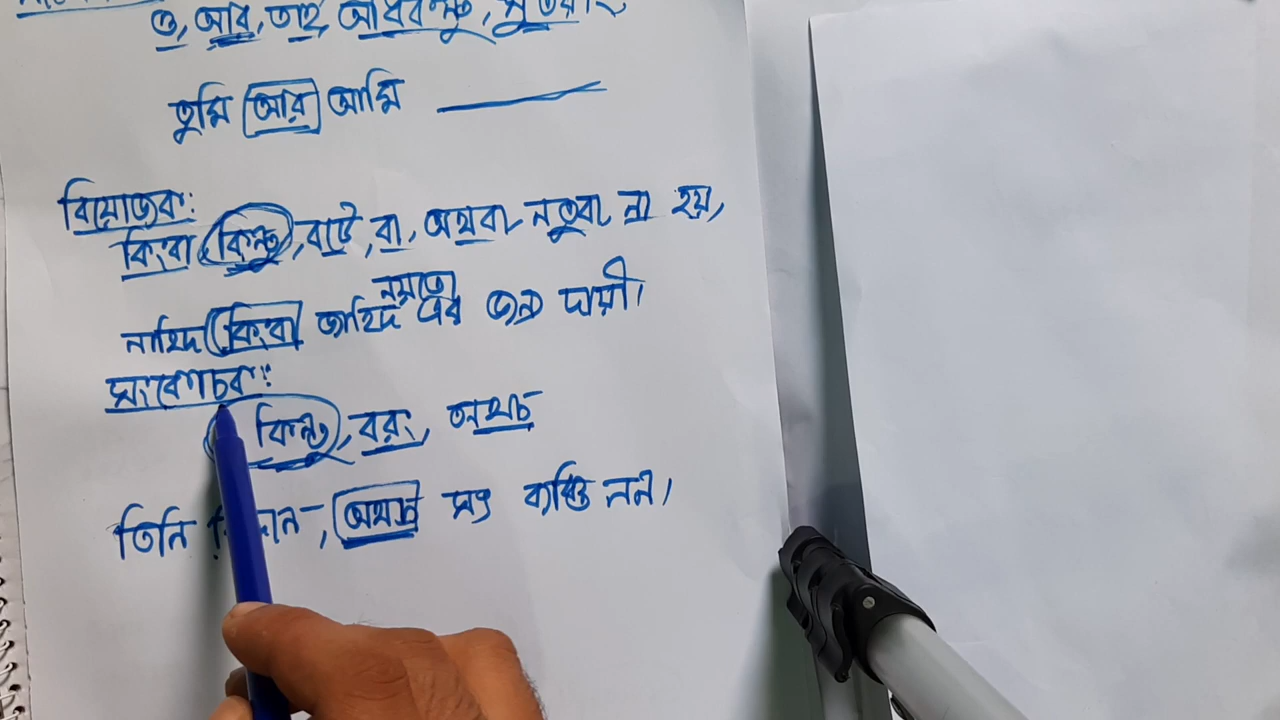 ও, আর, তাই, অধিকন্তু, সুতরাং,
তুমি আর আমি
বিয়োজক:
কিংবা কিন্তু, বটে, বা, অথবা, নতুবা না হয়,
নয়তো
নাহিদ কিংবা জাহিদ এর জন্য দায়ী।
সংকোচক:
কিন্তু, বরং, অথচ
তিনি অথচ সৎ ব্যক্তি নন।